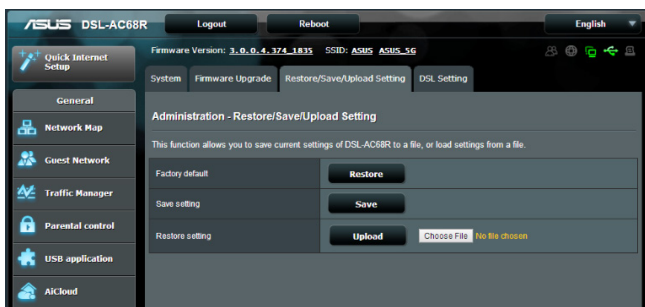 ASUS DSL-AC68R Logout Reboot English
Quick Internet Setup
Firmware Version: 3.0.0.4.374_1835 SSID: ASUS ASUS_5G
System Firmware Upgrade Restore/Save/Upload Setting DSL Setting
General
Network Map
Guest Network
Traffic Manager
Parental control
USB application
AiCloud
Administration - Restore/Save/Upload Setting
This function allows you to save current settings of DSL-AC68R to a file, or load settings from a file.
Factory default Restore
Save setting Save
Restore setting Upload Choose File No file chosen